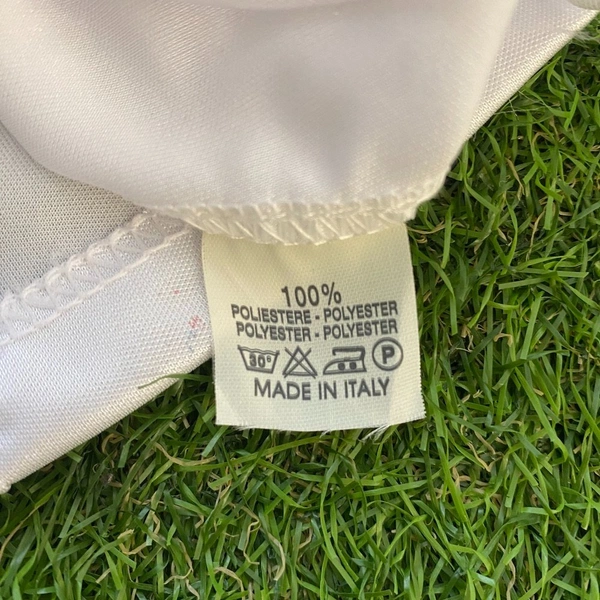 100%
POLIESTERE - POLYESTER
POLYESTER - POLYESTER
30° P
MADE IN ITALY